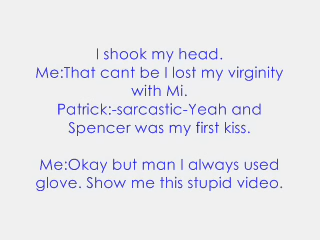 I shook my head.
Me:That cant be I lost my virginity
with Mi.
Patrick:-sarcastic-Yeah and
Spencer was my first kiss.

Me:Okay but man I always used
glove. Show me this stupid video.